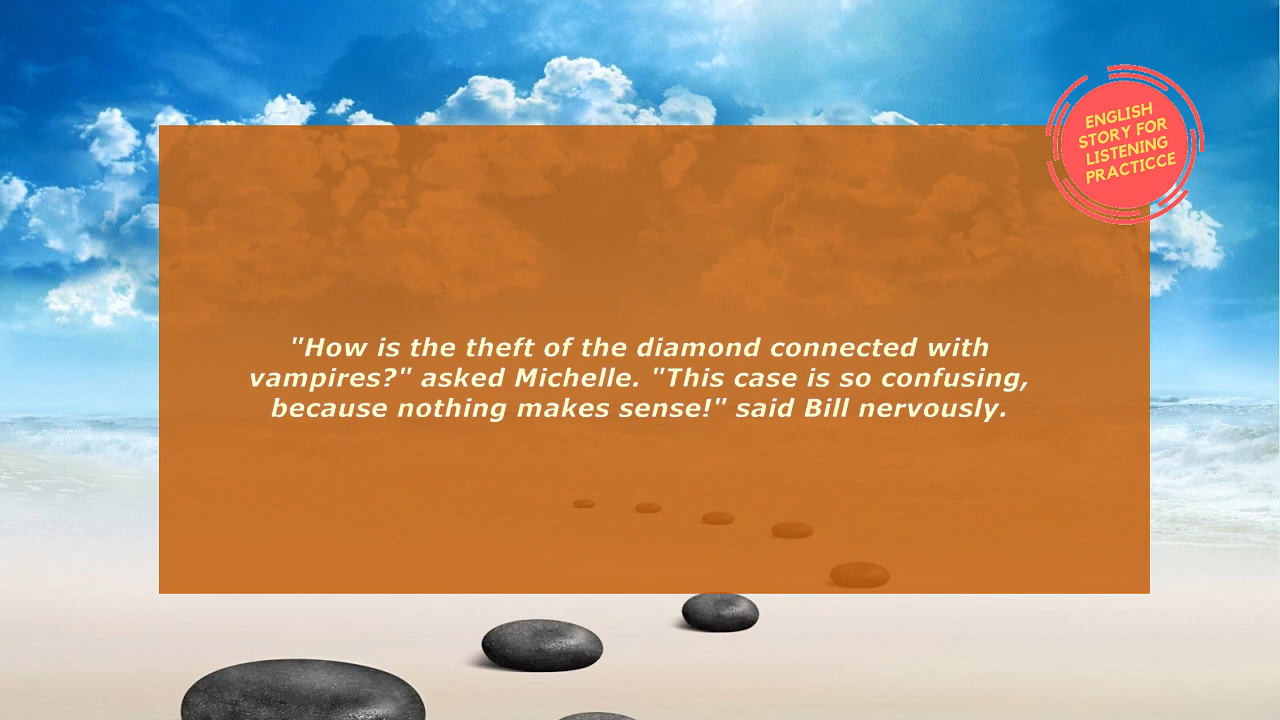 ENGLISH
STORY FOR
LISTENING
PRACTICCE
"How is the theft of the diamond connected with
vampires?" asked Michelle. "This case is so confusing,
because nothing makes sense!" said Bill nervously.